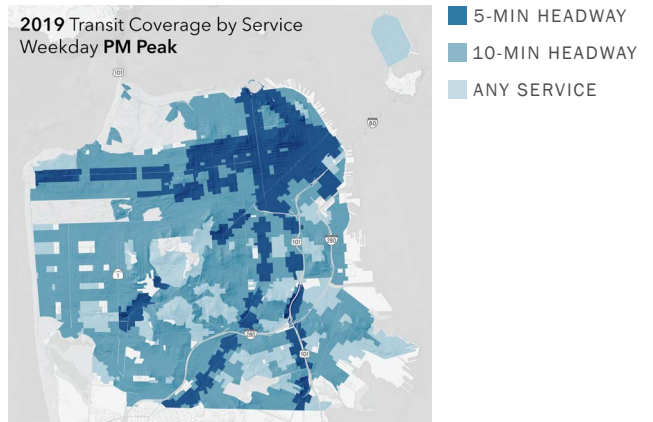 2019 Transit Coverage by Service
Weekday PM Peak
5-MIN HEADWAY
10-MIN HEADWAY
ANY SERVICE
101
80
101
280
1
280
101